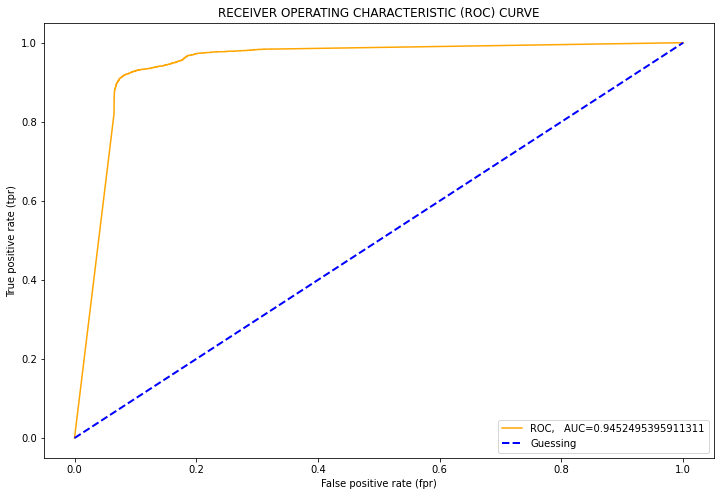 RECEIVER OPERATING CHARACTERISTIC (ROC) CURVE
1.0
0.8
0.6
0.4
0.2
0.0
True positive rate (tpr)
ROC,   AUC=0.9452495395911311
Guessing
0.0
0.2
0.4
0.6
0.8
1.0
False positive rate (fpr)